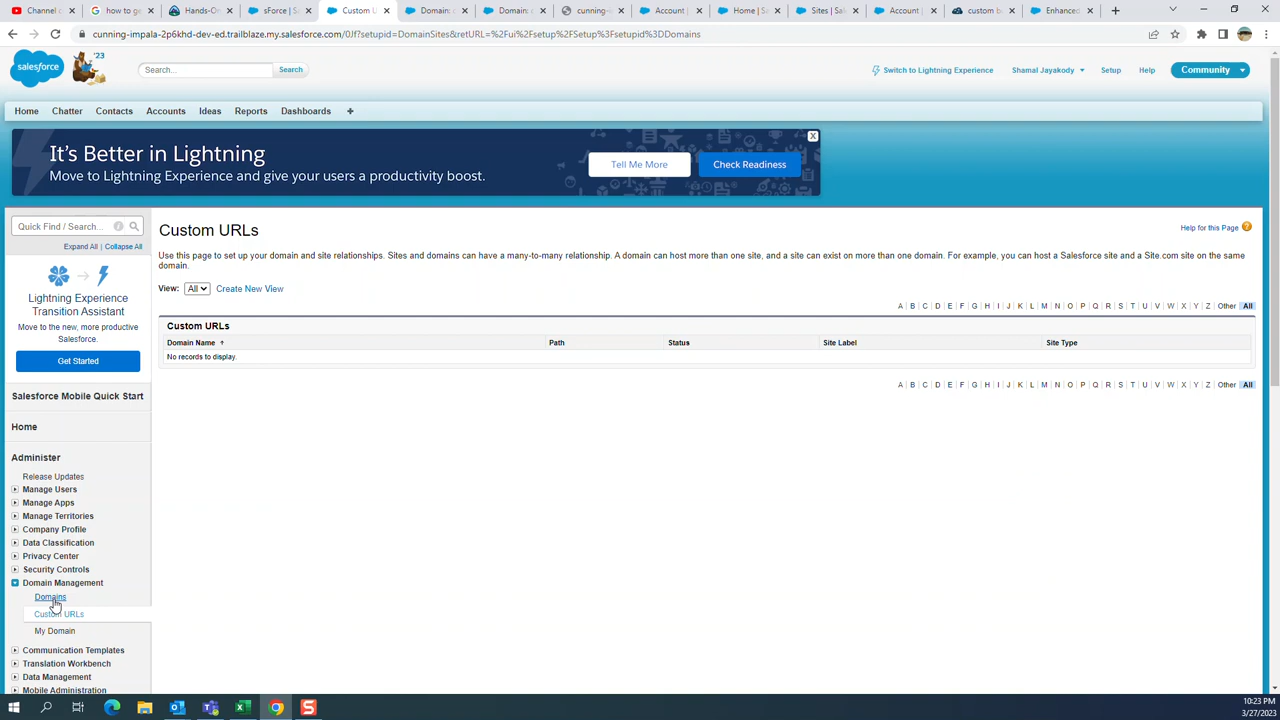 Channel c
how to ge
Hands-On
sForce | Sa
Custom U
Domain: c
Domain: c
cunning-i
Account |
Home | Sa
Sites | Sal
Account |
custom b
Enhanced
cunning-impala-2p6khd-dev-ed.trailblaze.my.salesforce.com/0Jf?setupid=DomainSites&retURL=%2Fui%2Fsetup%2FSetup%3Fsetupid%3DDomains
salesforce
'23
Search...
Search
Switch to Lightning Experience
Shamal Jayakody
Setup
Help
Community
Home
Chatter
Contacts
Accounts
Ideas
Reports
Dashboards
+
It's Better in Lightning
Move to Lightning Experience and give your users a productivity boost.
Tell Me More
Check Readiness
X
Quick Find / Search...
Expand All | Collapse All
Lightning Experience
Transition Assistant
Move to the new, more productive
Salesforce.
Get Started
Salesforce Mobile Quick Start
Home
Administer
Release Updates
Manage Users
Manage Apps
Manage Territories
Company Profile
Data Classification
Privacy Center
Security Controls
Domain Management
Domains
Custom URLs
My Domain
Communication Templates
Translation Workbench
Data Management
Mobile Administration
Custom URLs
Help for this Page
Use this page to set up your domain and site relationships. Sites and domains can have a many-to-many relationship. A domain can host more than one site, and a site can exist on more than one domain. For example, you can host a Salesforce site and a Site.com site on the same
domain.
View: All Create New View
A | B | C | D | E | F | G | H | I | J | K | L | M | N | O | P | Q | R | S | T | U | V | W | X | Y | Z | Other All
Custom URLs
Domain Name ↑ Path Status Site Label Site Type
No records to display.
A | B | C | D | E | F | G | H | I | J | K | L | M | N | O | P | Q | R | S | T | U | V | W | X | Y | Z | Other All
10:23 PM
3/27/2023